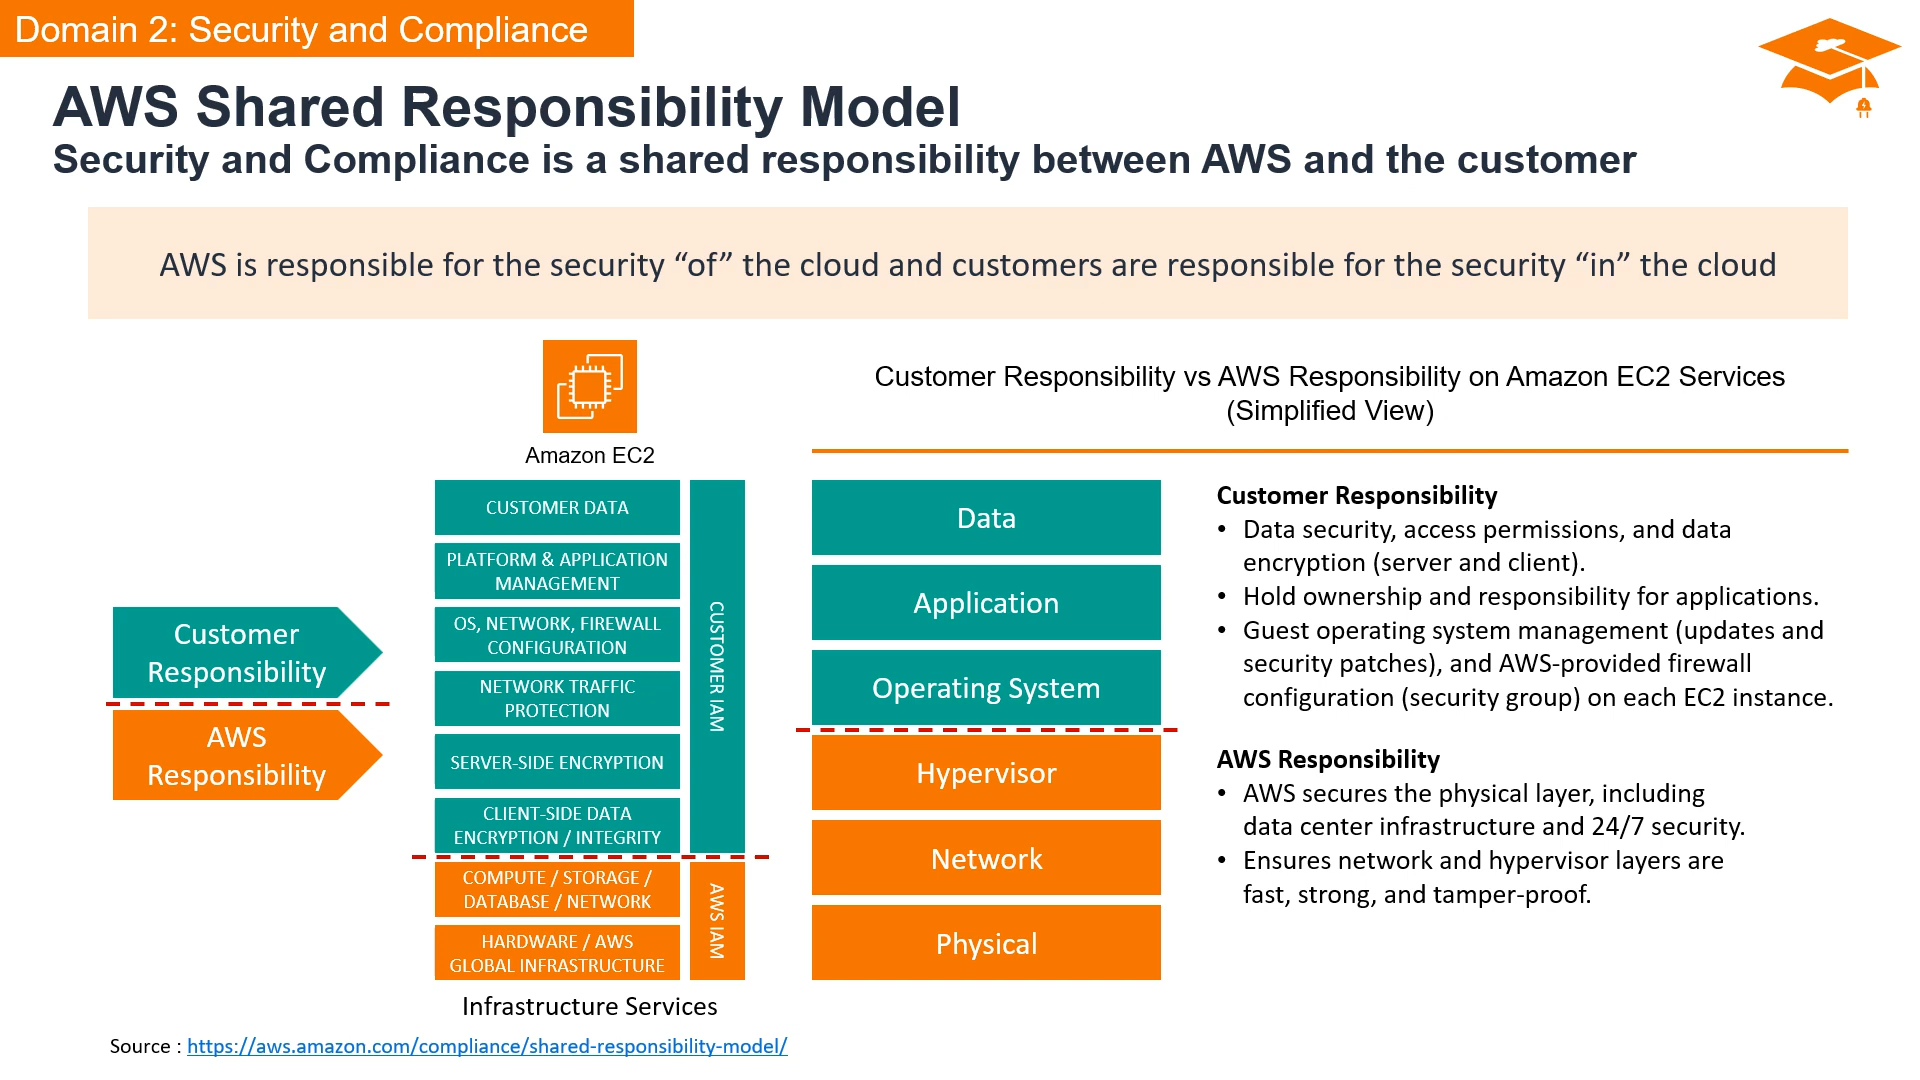 Domain 2: Security and Compliance
AWS Shared Responsibility Model
Security and Compliance is a shared responsibility between AWS and the customer
AWS is responsible for the security “of” the cloud and customers are responsible for the security “in” the cloud
Amazon EC2
Customer Responsibility vs AWS Responsibility on Amazon EC2 Services
(Simplified View)
Customer
Responsibility
AWS
Responsibility
CUSTOMER DATA
PLATFORM & APPLICATION
MANAGEMENT
OS, NETWORK, FIREWALL
CONFIGURATION
NETWORK TRAFFIC
PROTECTION
SERVER-SIDE ENCRYPTION
CLIENT-SIDE DATA
ENCRYPTION / INTEGRITY
COMPUTE / STORAGE /
DATABASE / NETWORK
HARDWARE / AWS
GLOBAL INFRASTRUCTURE
CUSTOMER IAM
AWS IAM
Infrastructure Services
Data
Application
Operating System
Hypervisor
Network
Physical
Customer Responsibility
• Data security, access permissions, and data
encryption (server and client).
• Hold ownership and responsibility for applications.
• Guest operating system management (updates and
security patches), and AWS-provided firewall
configuration (security group) on each EC2 instance.
AWS Responsibility
• AWS secures the physical layer, including
data center infrastructure and 24/7 security.
• Ensures network and hypervisor layers are
fast, strong, and tamper-proof.
Source : https://aws.amazon.com/compliance/shared-responsibility-model/